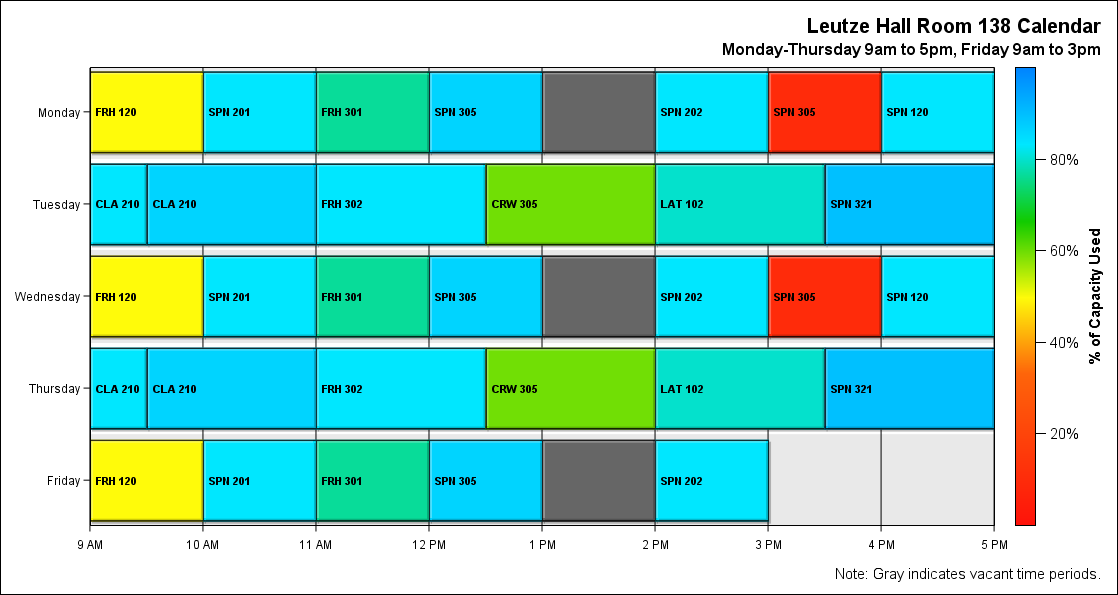 Leutze Hall Room 138 Calendar
Monday-Thursday 9am to 5pm, Friday 9am to 3pm
Monday FRH 120 SPN 201 FRH 301 SPN 305 SPN 202 SPN 305 SPN 120
Tuesday CLA 210 CLA 210 FRH 302 CRW 305 LAT 102 SPN 321
Wednesday FRH 120 SPN 201 FRH 301 SPN 305 SPN 202 SPN 305 SPN 120
Thursday CLA 210 CLA 210 FRH 302 CRW 305 LAT 102 SPN 321
Friday FRH 120 SPN 201 FRH 301 SPN 305 SPN 202
9 AM 10 AM 11 AM 12 PM 1 PM 2 PM 3 PM 4 PM 5 PM
80%
60%
40%
20%
% of Capacity Used
Note: Gray indicates vacant time periods.